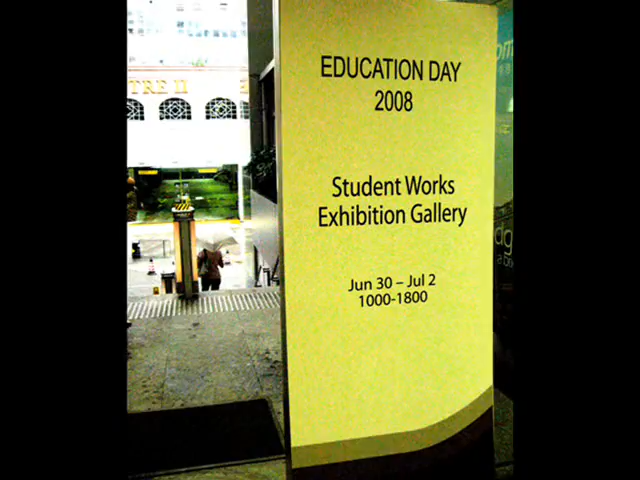 TRE II
EDUCATION DAY
2008
Student Works
Exhibition Gallery
Jun 30 – Jul 2
1000-1800